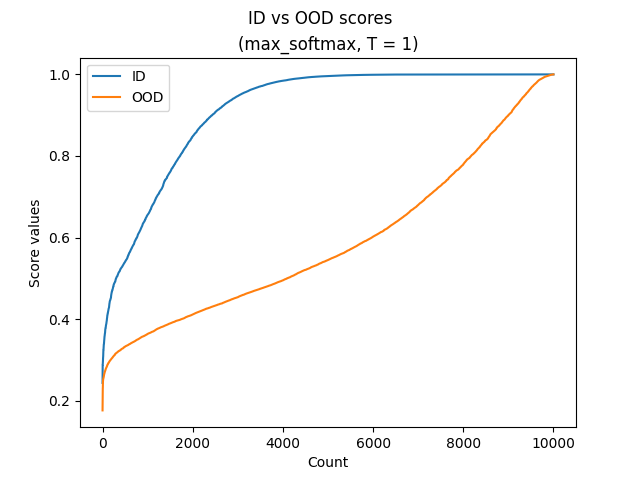 ID vs OOD scores
(max_softmax, T = 1)
ID
OOD
Score values
1.0
0.8
0.6
0.4
0.2
0 2000 4000 6000 8000 10000
Count